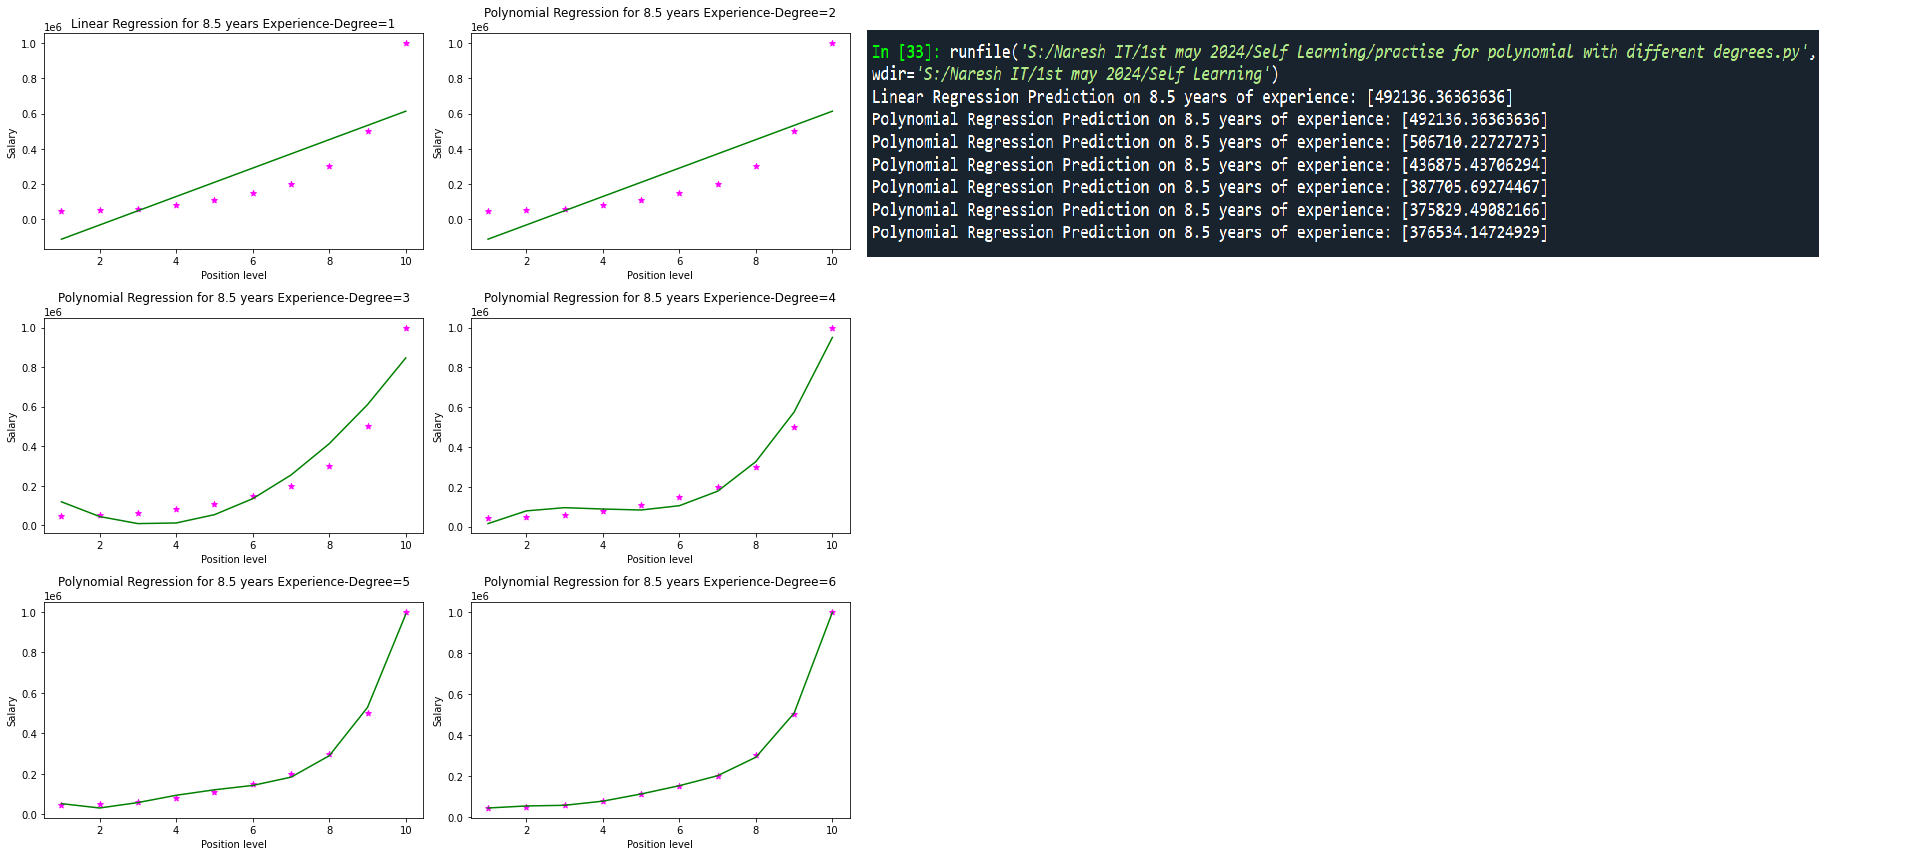 Linear Regression for 8.5 years Experience-Degree=1
1e6
1.0
0.8
0.6
0.4
0.2
0.0
Salary
2 4 6 8 10
Position level
Polynomial Regression for 8.5 years Experience-Degree=2
1e6
1.0
0.8
0.6
0.4
0.2
0.0
Salary
2 4 6 8 10
Position level
In [33]: runfile('S:/Naresh IT/1st may 2024/Self Learning/practise for polynomial with different degrees.py',
wdir='S:/Naresh IT/1st may 2024/Self Learning')
Linear Regression Prediction on 8.5 years of experience: [492136.36363636]
Polynomial Regression Prediction on 8.5 years of experience: [492136.36363636]
Polynomial Regression Prediction on 8.5 years of experience: [506710.22727273]
Polynomial Regression Prediction on 8.5 years of experience: [436875.43706294]
Polynomial Regression Prediction on 8.5 years of experience: [387705.69274467]
Polynomial Regression Prediction on 8.5 years of experience: [375829.49082166]
Polynomial Regression Prediction on 8.5 years of experience: [376534.14724929]
Polynomial Regression for 8.5 years Experience-Degree=3
1e6
1.0
0.8
0.6
0.4
0.2
0.0
Salary
2 4 6 8 10
Position level
Polynomial Regression for 8.5 years Experience-Degree=4
1e6
1.0
0.8
0.6
0.4
0.2
0.0
Salary
2 4 6 8 10
Position level
Polynomial Regression for 8.5 years Experience-Degree=5
1e6
1.0
0.8
0.6
0.4
0.2
0.0
Salary
2 4 6 8 10
Position level
Polynomial Regression for 8.5 years Experience-Degree=6
1e6
1.0
0.8
0.6
0.4
0.2
0.0
Salary
2 4 6 8 10
Position level